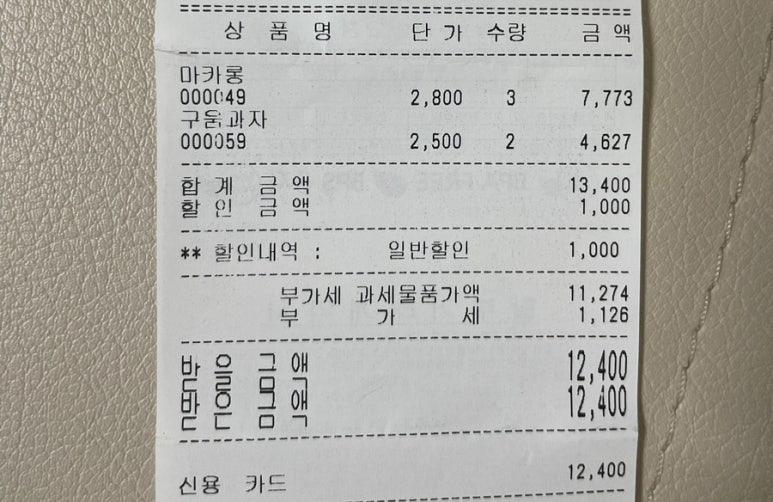 상 품 명 단 가 수량 금 액
마카롱
000049 2,800 3 7,773
구움과자
000059 2,500 2 4,627
합 계 금 액 13,400
할 인 금 액 1,000
** 할인내역 : 일반할인 1,000
부가세 과세물품가액 11,274
부 가 세 1,126
받 을 금 액 12,400
받 은 금 액 12,400
신용 카드 12,400